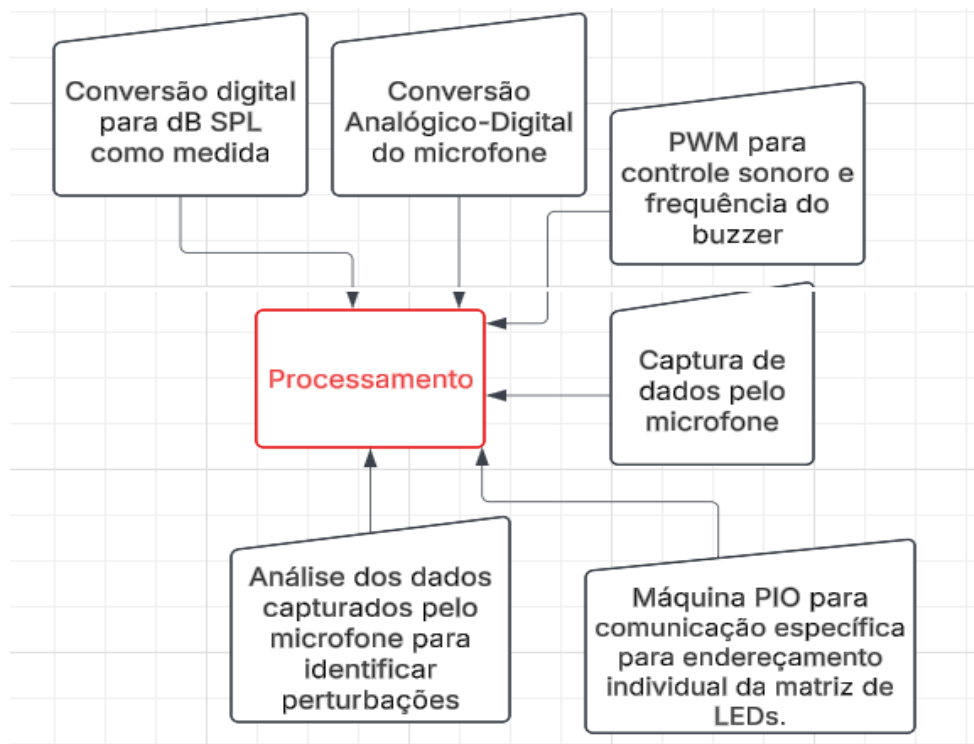 Conversão digital
para dB SPL
como medida
Conversão
Analógico-Digital
do microfone
PWM para
controle sonoro e
frequência do
buzzer
Processamento
Captura de
dados pelo
microfone
Análise dos dados
capturados pelo
microfone para
identificar
perturbações
Máquina PIO para
comunicação específica
para endereçamento
individual da matriz de
LEDs.